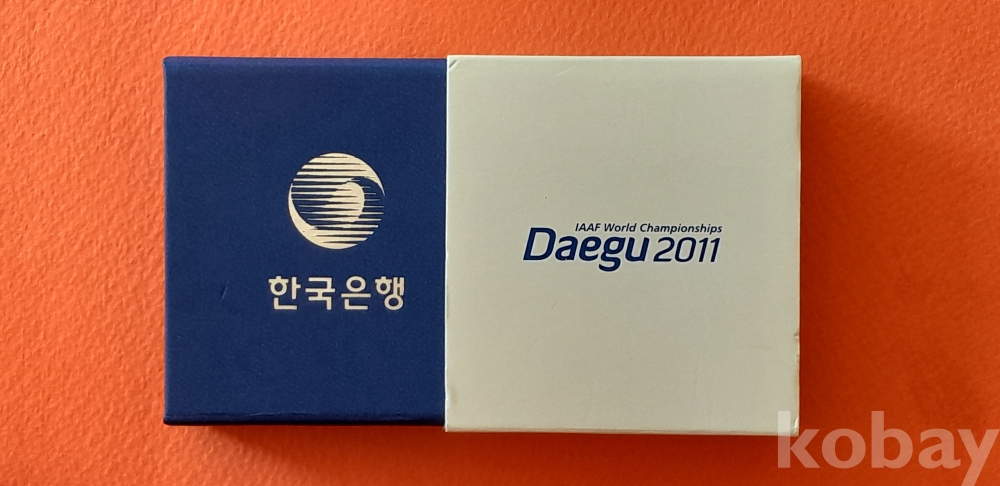 한국은행
IAAF World Championships
Daegu 2011
kobay